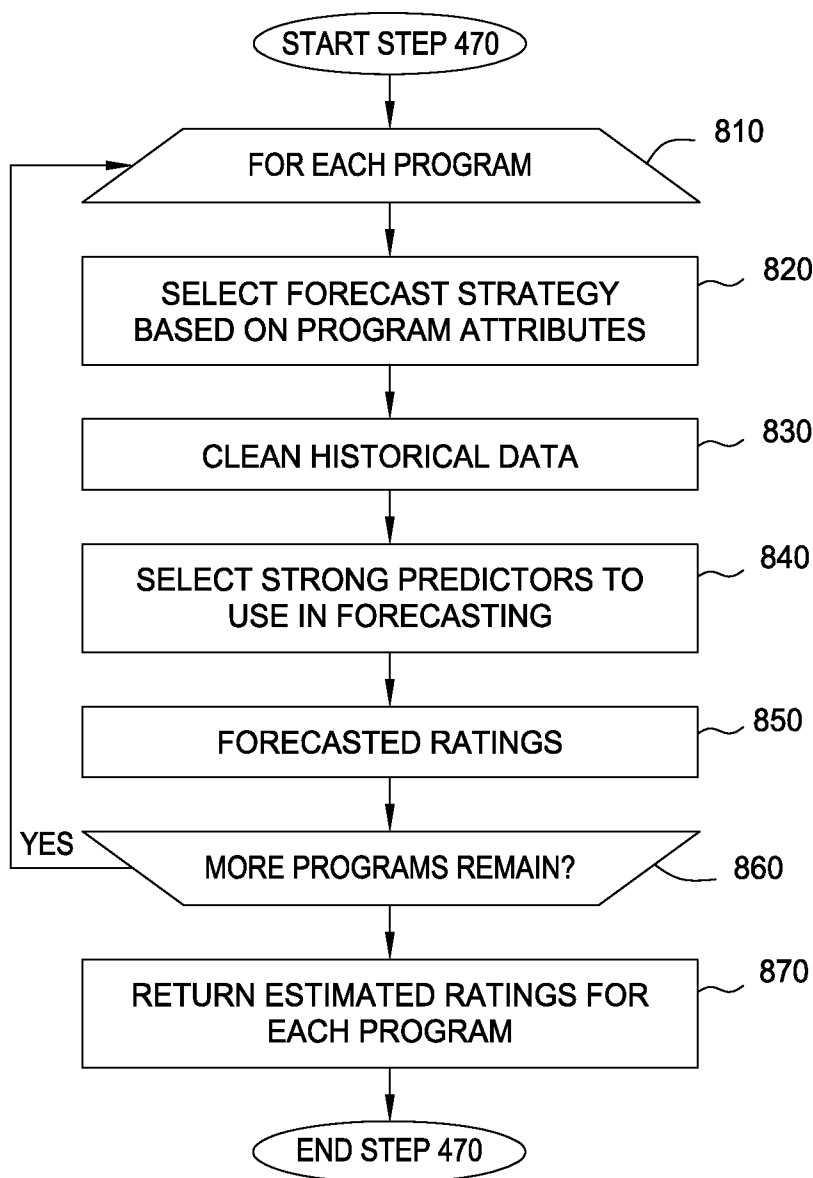 START STEP 470
FOR EACH PROGRAM
810
SELECT FORECAST STRATEGY
BASED ON PROGRAM ATTRIBUTES
820
CLEAN HISTORICAL DATA
830
SELECT STRONG PREDICTORS TO
USE IN FORECASTING
840
FORECASTED RATINGS
850
YES
MORE PROGRAMS REMAIN?
860
RETURN ESTIMATED RATINGS FOR
EACH PROGRAM
870
END STEP 470